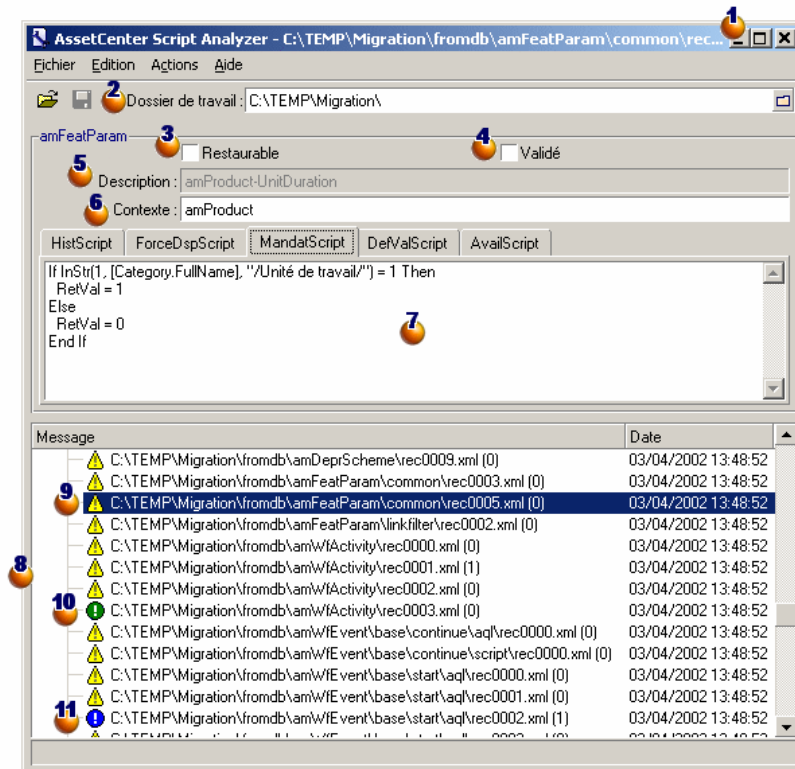 1
AssetCenter Script Analyzer - C:\TEMP\Migration\fromdb\amFeatParam\common\rec...
Fichier Edition Actions Aide
2 Dossier de travail : C:\TEMP\Migration\
amFeatParam
3 Restaurable 4 Validé
5 Description : amProduct-UnitDuration
6 Contexte : amProduct
HistScript ForceDspScript MandatScript DefValScript AvailScript
If InStr(1, [Category.FullName], "/Unité de travail/") = 1 Then
RetVal = 1
Else
RetVal = 0
End If
7
Message Date
C:\TEMP\Migration\fromdb\amDeprScheme\rec0009.xml (0) 03/04/2002 13:48:52
C:\TEMP\Migration\fromdb\amFeatParam\common\rec0003.xml (0) 03/04/2002 13:48:52
9 C:\TEMP\Migration\fromdb\amFeatParam\common\rec0005.xml (0) 03/04/2002 13:48:52
C:\TEMP\Migration\fromdb\amFeatParam\linkfilter\rec0002.xml (0) 03/04/2002 13:48:52
C:\TEMP\Migration\fromdb\amWfActivity\rec0000.xml (0) 03/04/2002 13:48:52
8 C:\TEMP\Migration\fromdb\amWfActivity\rec0001.xml (1) 03/04/2002 13:48:52
C:\TEMP\Migration\fromdb\amWfActivity\rec0002.xml (0) 03/04/2002 13:48:52
10 C:\TEMP\Migration\fromdb\amWfActivity\rec0003.xml (0) 03/04/2002 13:48:52
C:\TEMP\Migration\fromdb\amWfEvent\base\continue\aql\rec0000.xml (0) 03/04/2002 13:48:52
C:\TEMP\Migration\fromdb\amWfEvent\base\continue\script\rec0000.xml (0) 03/04/2002 13:48:52
C:\TEMP\Migration\fromdb\amWfEvent\base\start\aql\rec0000.xml (0) 03/04/2002 13:48:52
C:\TEMP\Migration\fromdb\amWfEvent\base\start\aql\rec0001.xml (0) 03/04/2002 13:48:52
11 C:\TEMP\Migration\fromdb\amWfEvent\base\start\aql\rec0002.xml (1) 03/04/2002 13:48:52